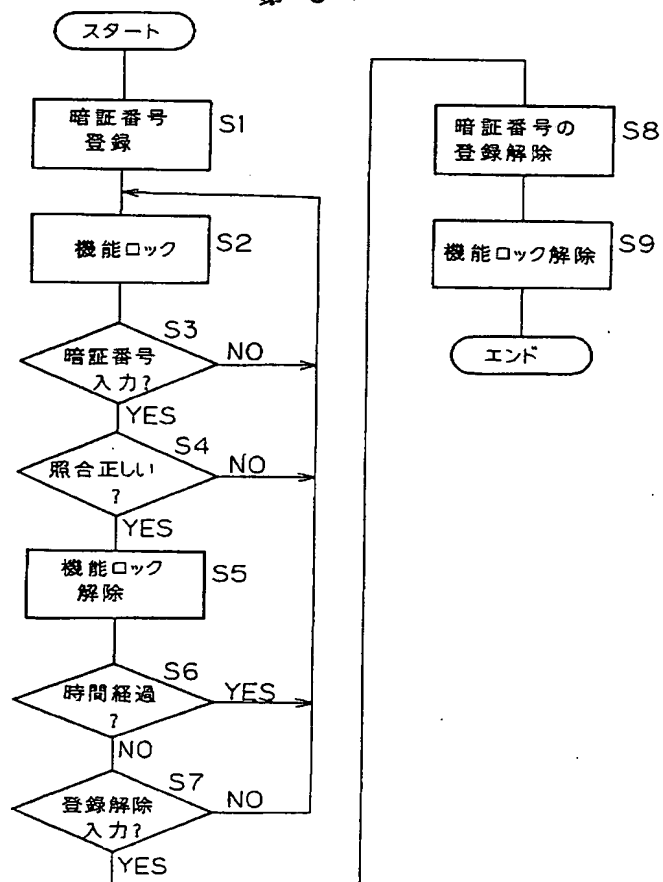 第
スタート
暗証番号
登録
S1
機能ロック
S2
S3
暗証番号
入力?
NO
YES
S4
照合正しい
?
NO
YES
機能ロック
解除
S5
S6
時間経過
?
YES
NO
S7
登録解除
入力?
NO
YES
暗証番号の
登録解除
S8
機能ロック解除
S9
エンド